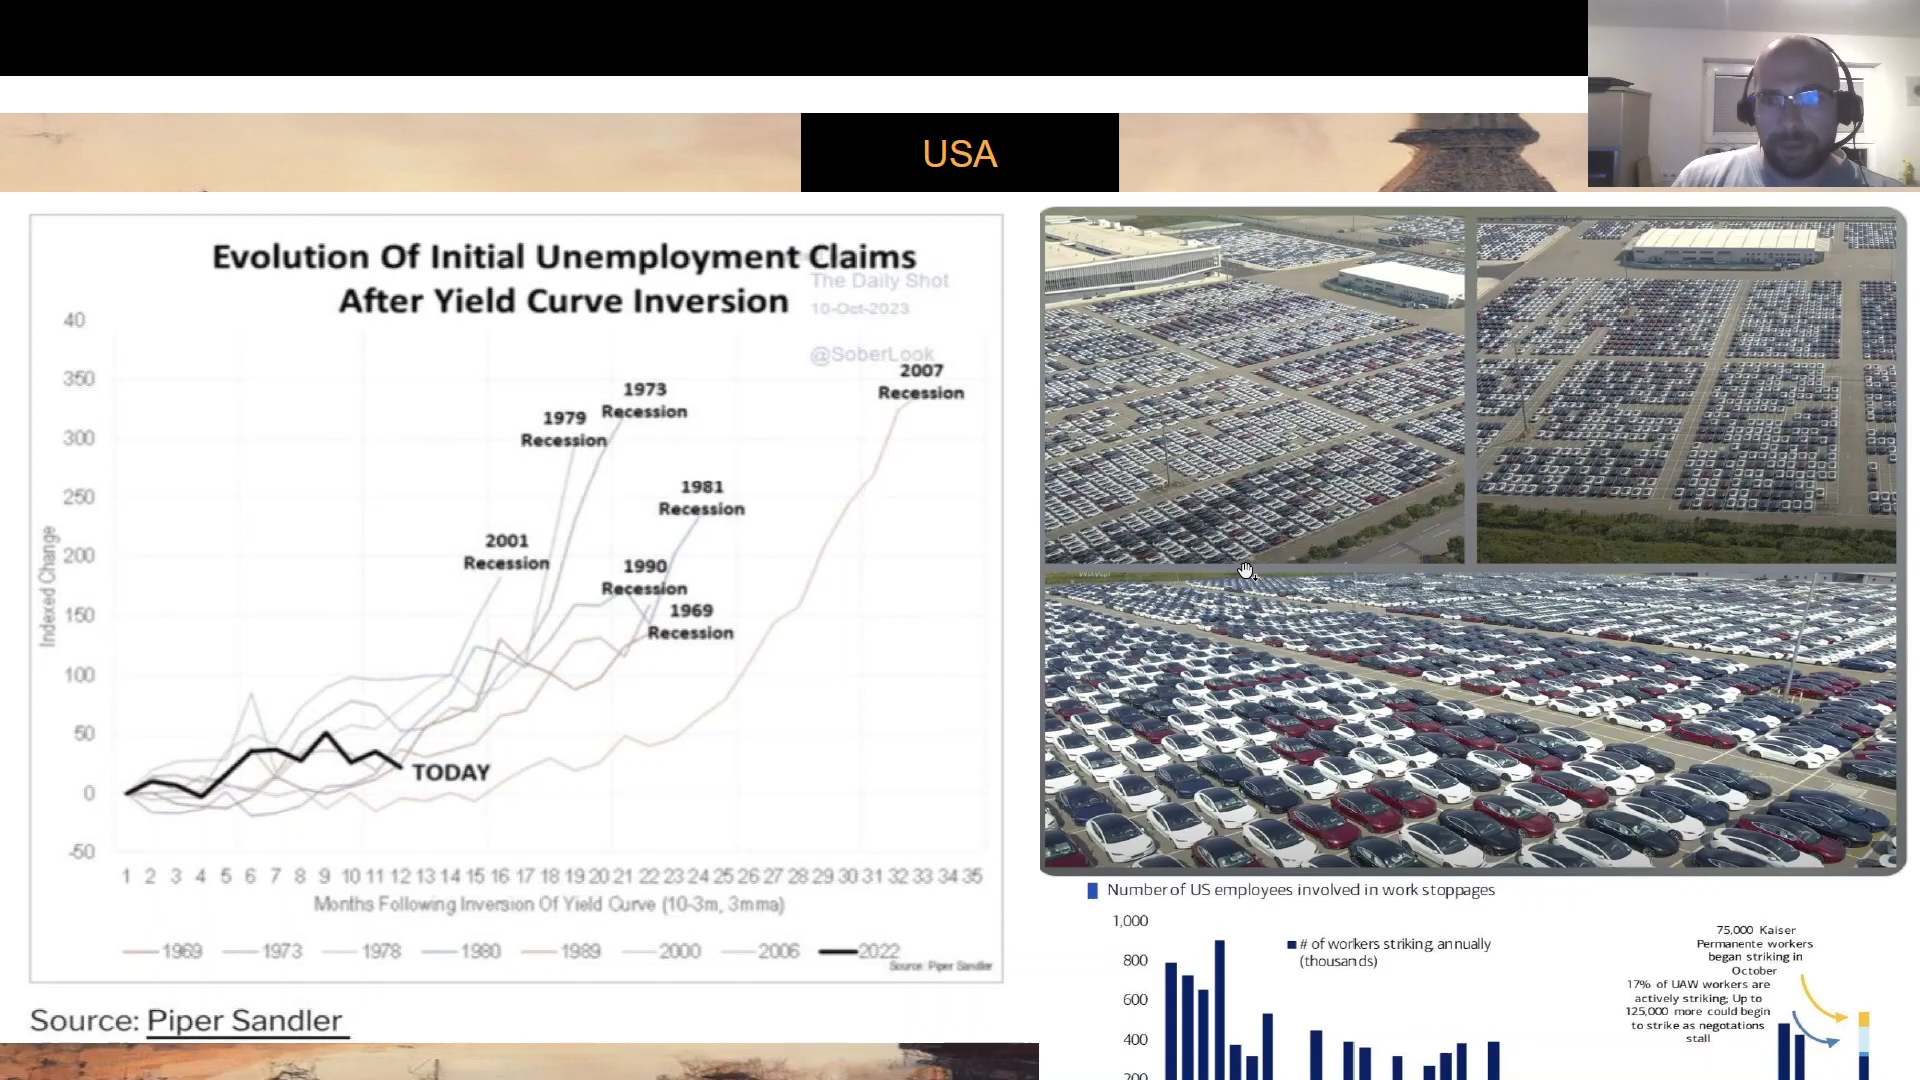 USA
Evolution Of Initial Unemployment Claims
After Yield Curve Inversion
The Daily Shot
10-Oct-2023
@SoberLook
40
350
300
250
200
150
100
50
0
-50
Indexed Change
2007
Recession
1973
Recession
1979
Recession
1981
Recession
2001
Recession
1990
Recession
1969
Recession
TODAY
1 2 3 4 5 6 7 8 9 10 11 12 13 14 15 16 17 18 19 20 21 22 23 24 25 26 27 28 29 30 31 32 33 34 35
Months Following Inversion Of Yield Curve (10-3m, 3mma)
1969 1973 1978 1980 1989 2000 2006 2022
Source: Piper Sandler
Source: Piper Sandler
Number of US employees involved in work stoppages
1,000
800
600
400
200
# of workers striking, annually
(thousands)
75,000 Kaiser
Permanente workers
began striking in
October
17% of UAW workers are
actively striking; Up to
125,000 more could begin
to strike as negotiations
stall